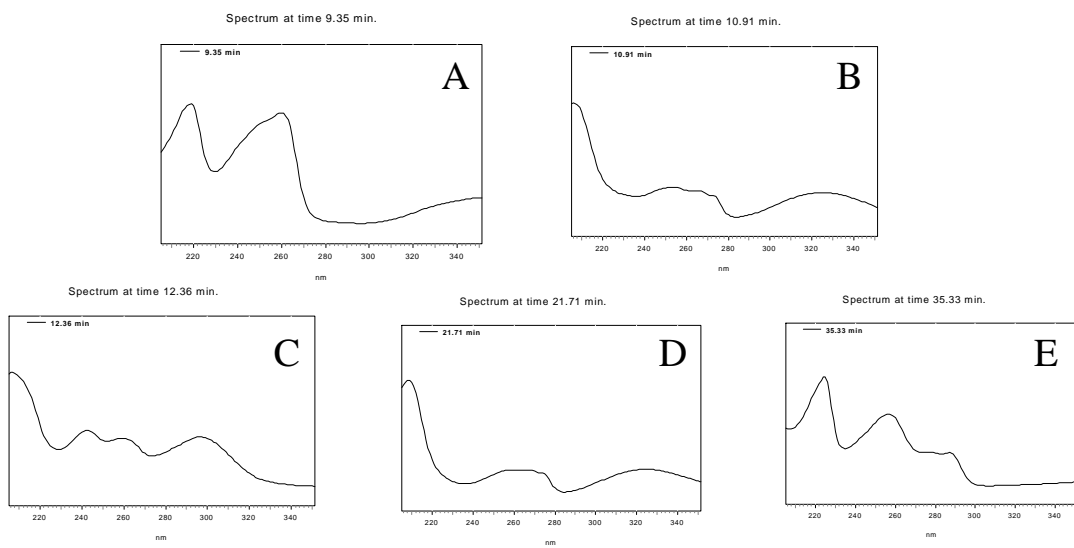 Spectrum at time 9.35 min.
9.35 min
A
220 240 260 280 300 320 340
nm
Spectrum at time 10.91 min.
10.91 min
B
220 240 260 280 300 320 340
nm
Spectrum at time 12.36 min.
12.36 min
C
220 240 260 280 300 320 340
nm
Spectrum at time 21.71 min.
21.71 min
D
220 240 260 280 300 320 340
nm
Spectrum at time 35.33 min.
35.33 min
E
220 240 260 280 300 320 340
nm